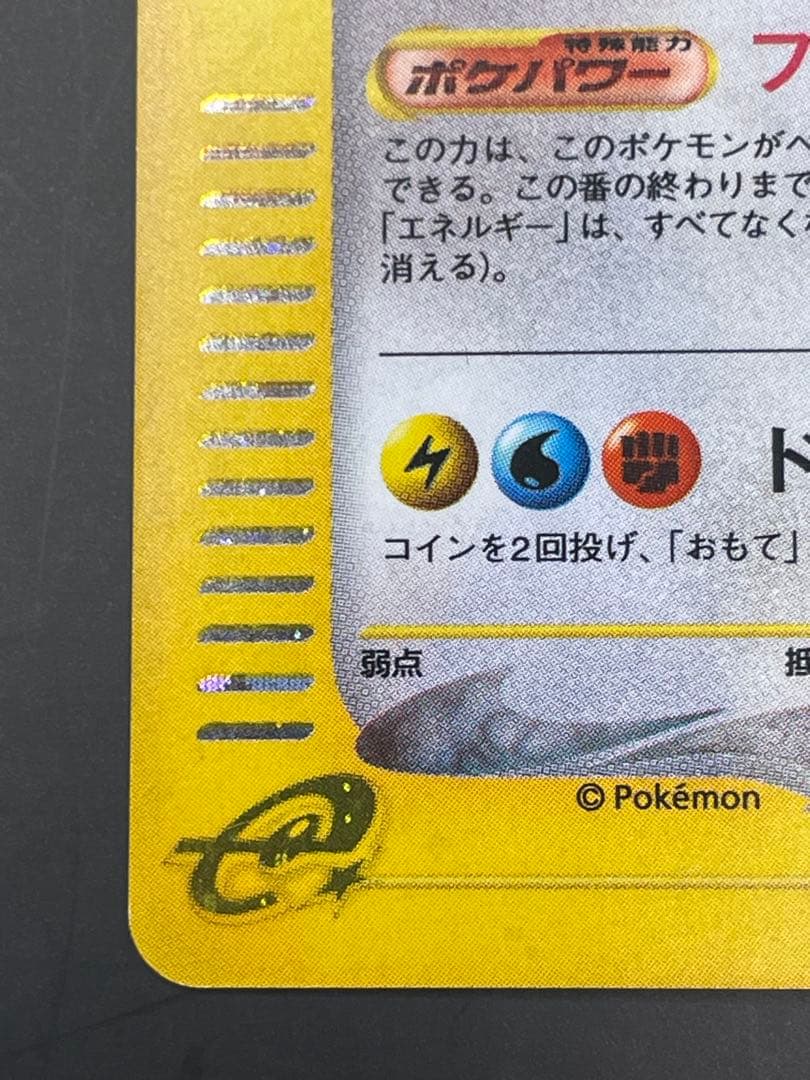 特殊能力
ポケパワー フ
この力は、このポケモンがベ
できる。この番の終わりまで
「エネルギー」は、すべてなくな
消える)。
ド
コインを2回投げ、「おもて」
弱点 抵
© Pokémon
e